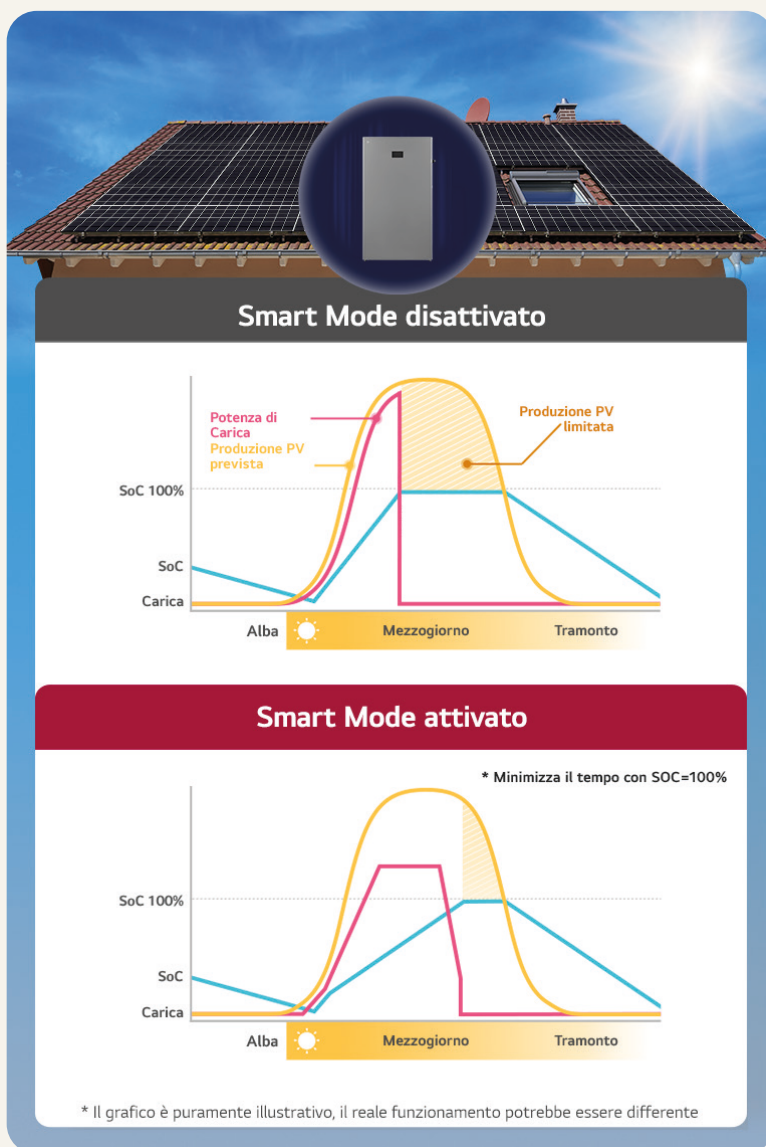 Smart Mode disattivato
Potenza di
Carica
Produzione PV
prevista
Produzione PV
limitata
SoC 100%
SoC
Carica
Alba
Mezzogiorno
Tramonto
Smart Mode attivato
* Minimizza il tempo con SOC=100%
SoC 100%
SoC
Carica
Alba
Mezzogiorno
Tramonto
* Il grafico è puramente illustrativo, il reale funzionamento potrebbe essere differente